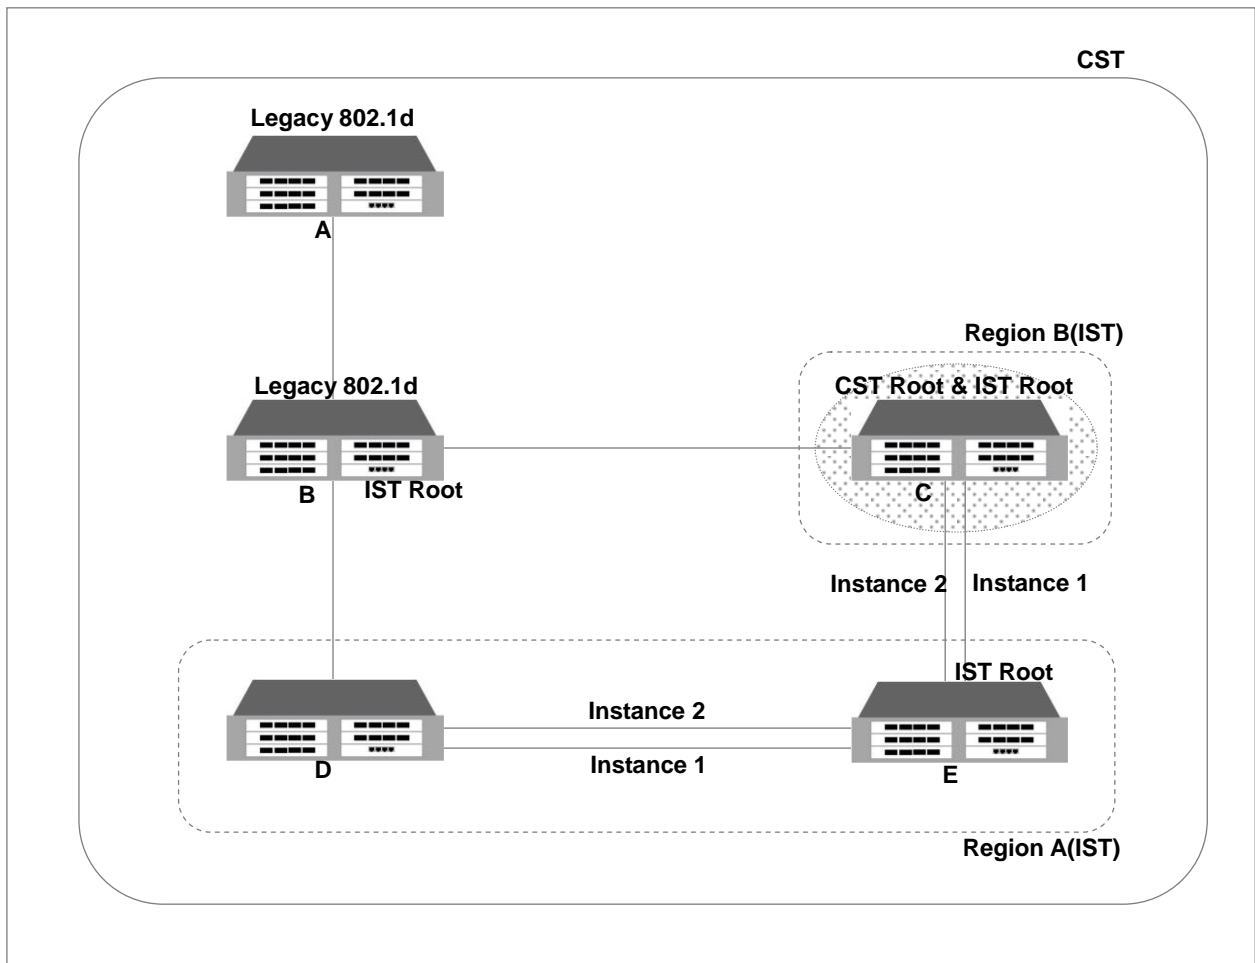 CST
Legacy 802.1d
A
Region B(IST)
Legacy 802.1d
CST Root & IST Root
B
IST Root
C
Instance 2
Instance 1
IST Root
Instance 2
D
Instance 1
E
Region A(IST)